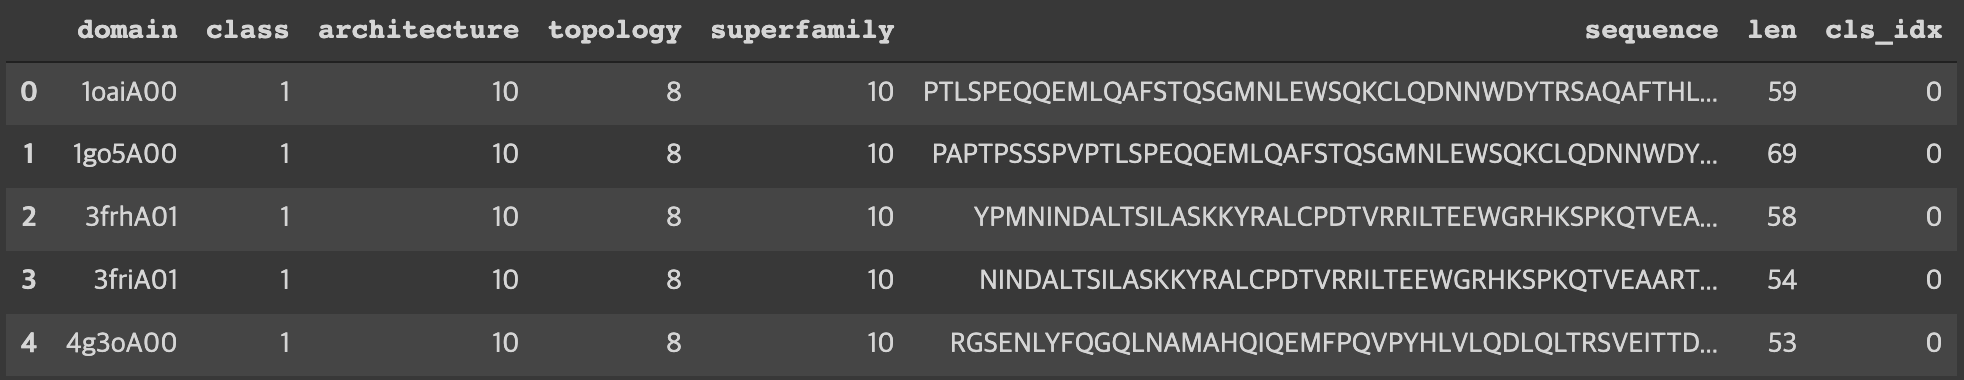 domain class architecture topology superfamily sequence len cls_idx
0 1oaiA00 1 10 8 10 PTLSPEQQEMLQAFSTQSGMNLEWSQKCLQDNNWDYTRSAQAFTHL... 59 0
1 1go5A00 1 10 8 10 PAPTPSSSPVPTLSPEQQEMLQAFSTQSGMNLEWSQKCLQDNNWDY... 69 0
2 3frhA01 1 10 8 10 YPMNINDALTSILASKKYRALCPDTVRRILTEEWGRHKSPKQTVEA... 58 0
3 3friA01 1 10 8 10 NINDALTSILASKKYRALCPDTVRRILTEEWGRHKSPKQTVEAART... 54 0
4 4g3oA00 1 10 8 10 RGSENLYFQGQLNAMAHQIQEMFPQVPYHLVLQDLQLTRSVEITTD... 53 0